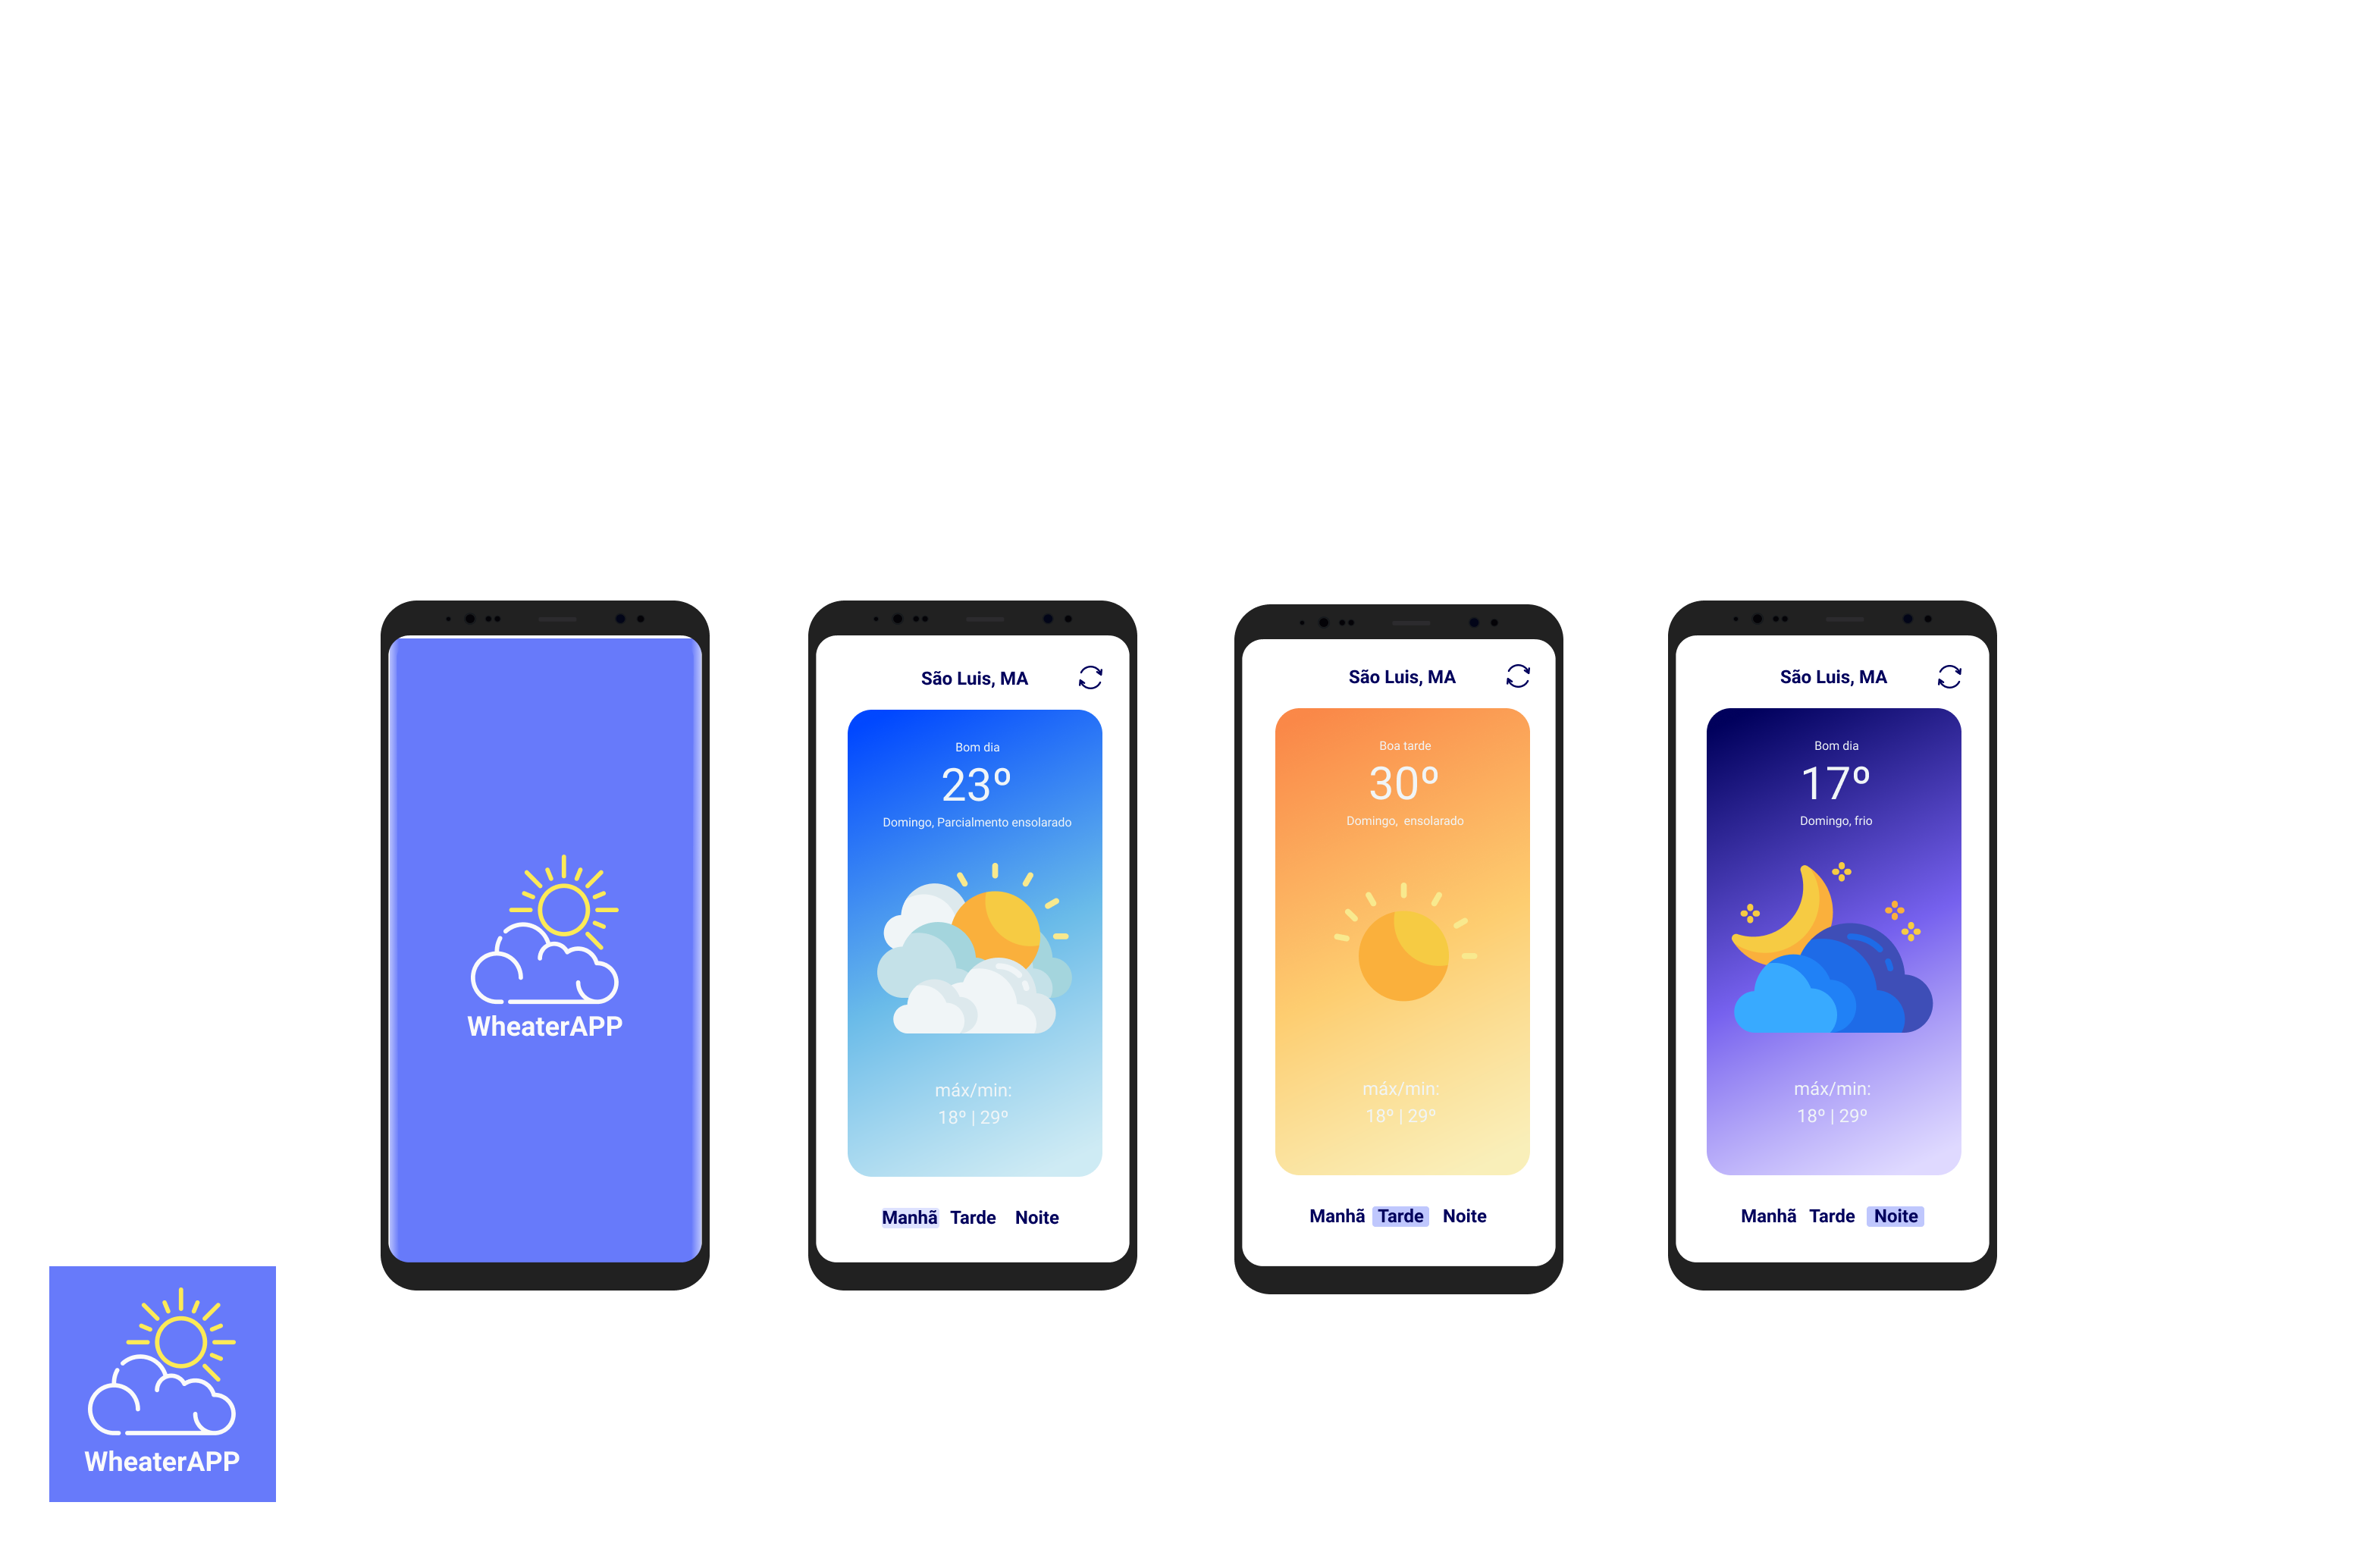 WheaterAPP
São Luis, MA
Bom dia
23º
Domingo, Parcialmento ensolarado
máx/min:
18º | 29º
Manhã Tarde Noite
São Luis, MA
Boa tarde
30º
Domingo, ensolarado
máx/min:
18º | 29º
Manhã Tarde Noite
São Luis, MA
Bom dia
17º
Domingo, frio
máx/min:
18º | 29º
Manhã Tarde Noite
WheaterAPP